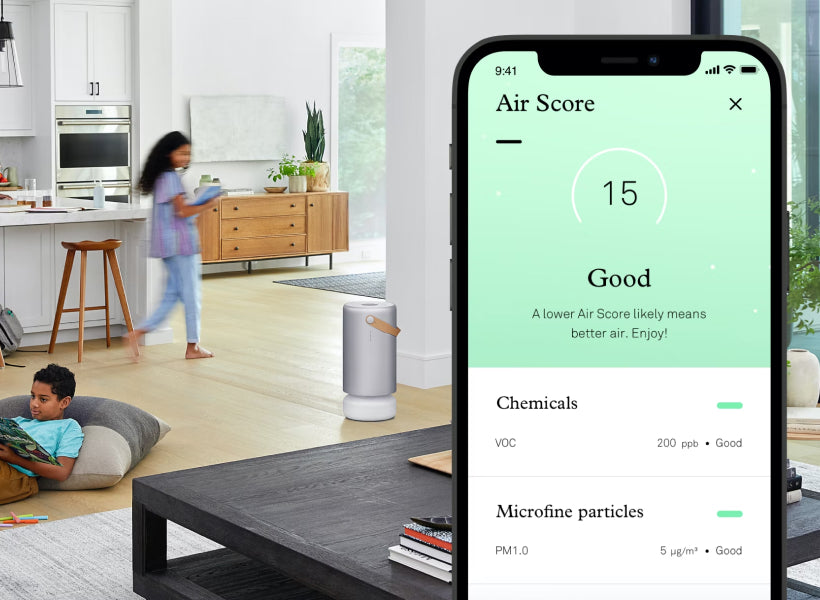 9:41
Air Score
15
Good
A lower Air Score likely means
better air. Enjoy!
Chemicals
VOC 200 ppb • Good
Microfine particles
PM1.0 5 µg/m³ • Good